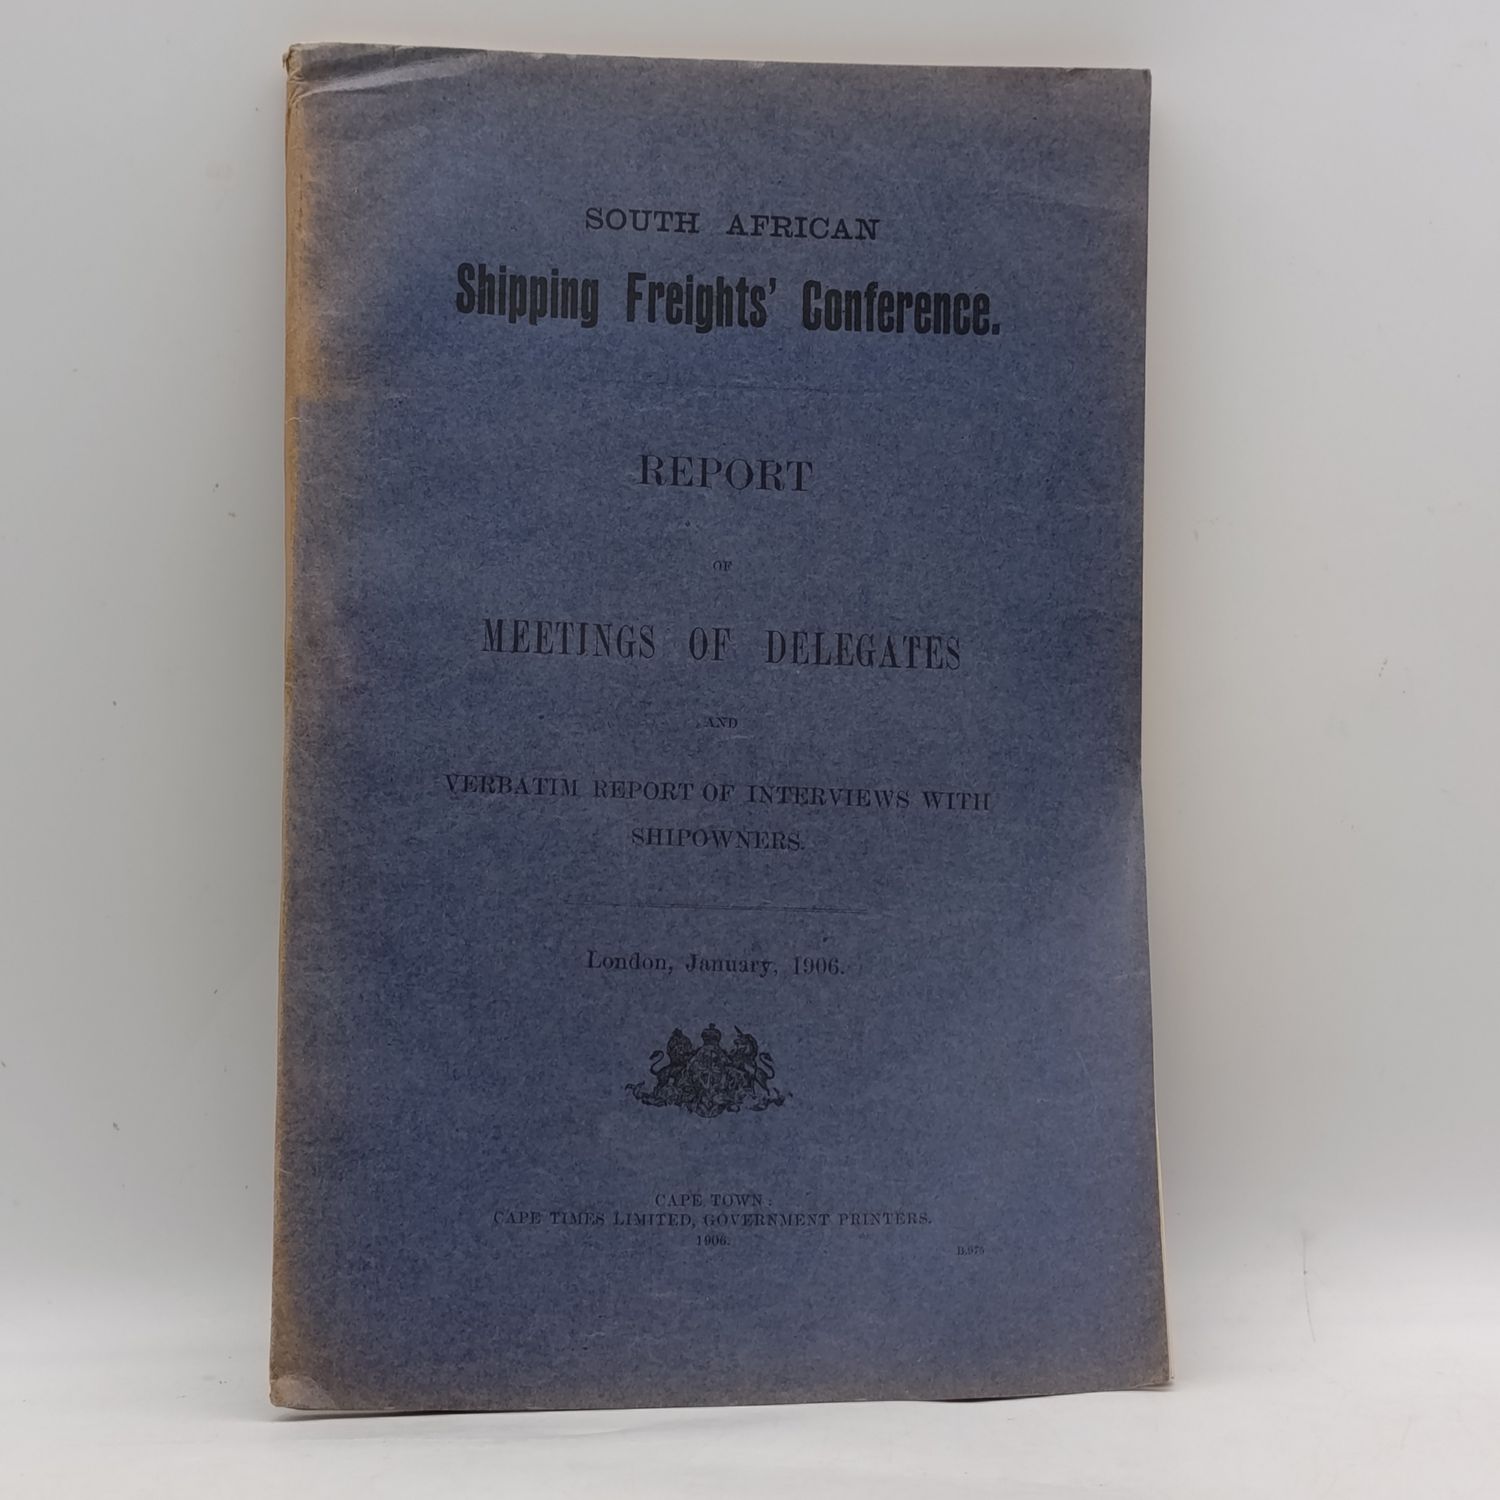 SOUTH AFRICAN
Shipping Freights' Conference.
REPORT
OF
MEETINGS OF DELEGATES
AND
VERBATIM REPORT OF INTERVIEWS WITH
SHIPOWNERS.
London, January, 1906.
CAPE TOWN:
CAPE TIMES LIMITED, GOVERNMENT PRINTERS.
1906.